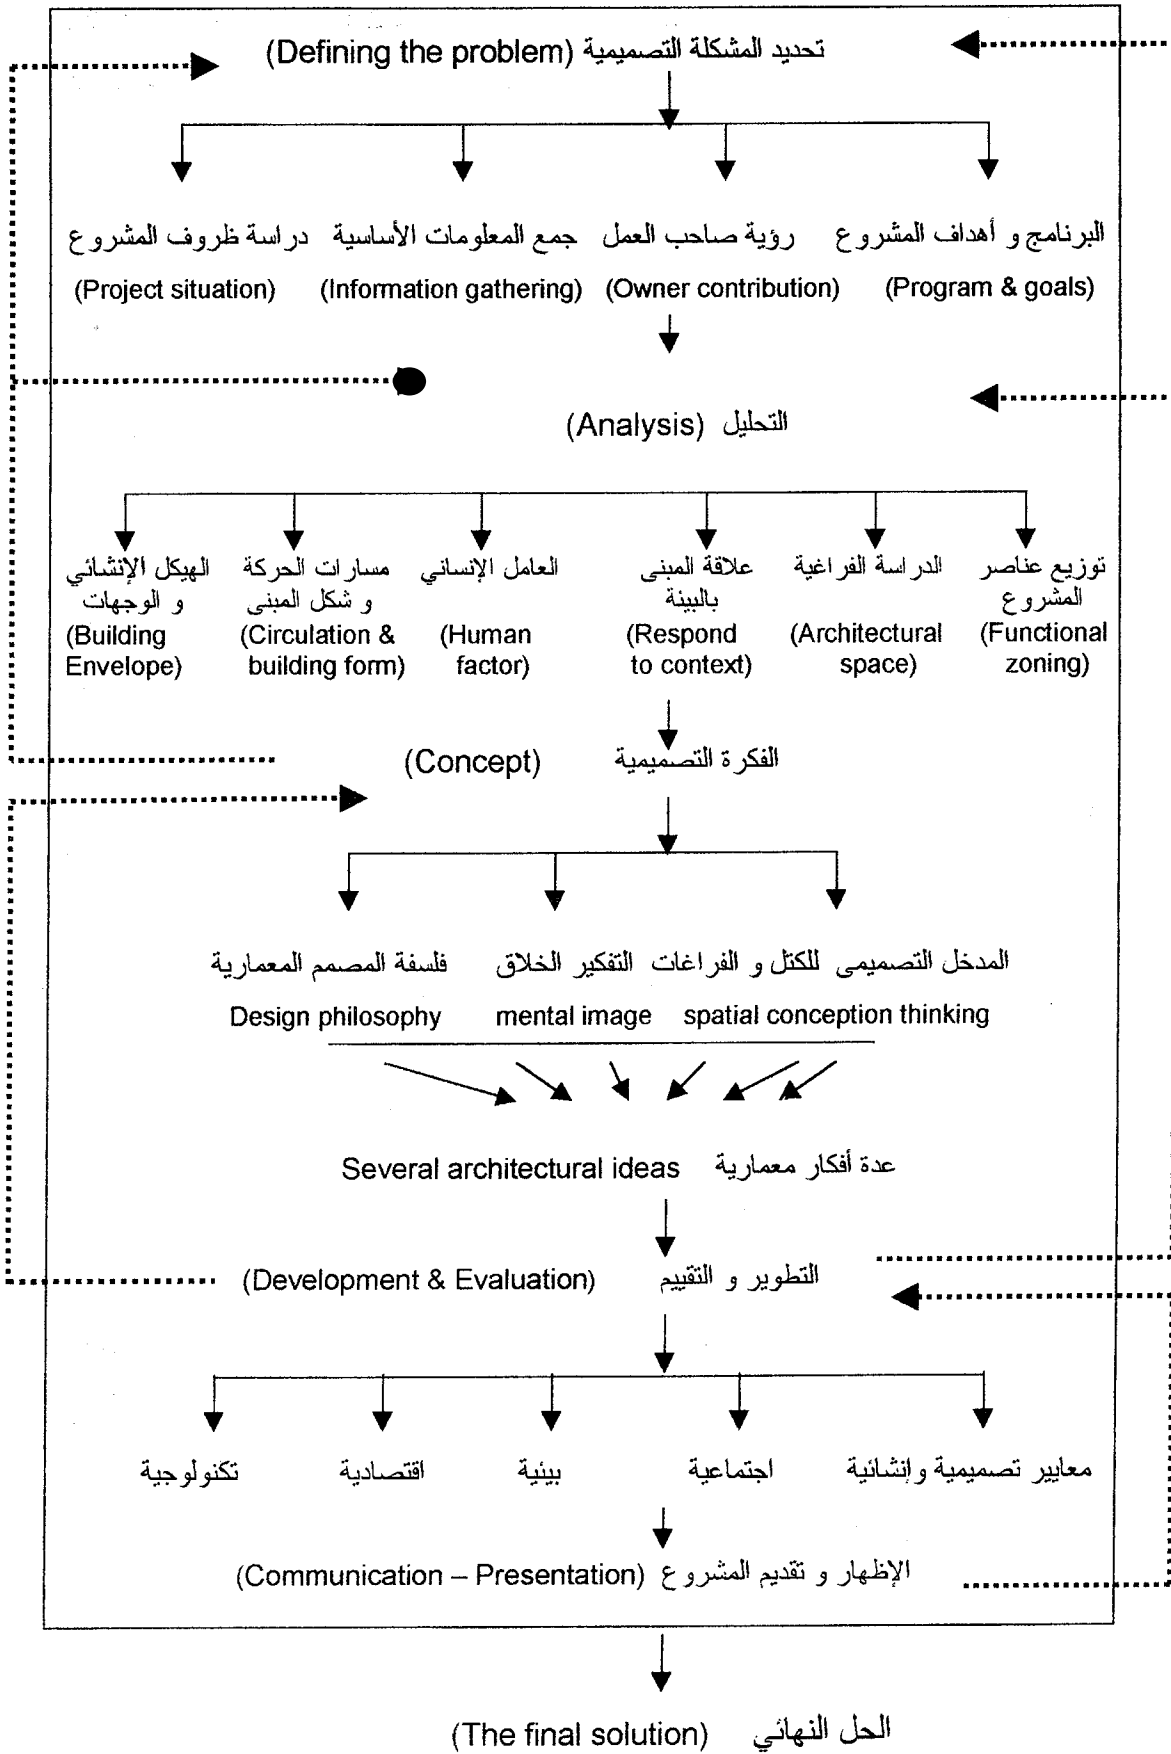 تحديد المشكلة التصميمية (Defining the problem)
البرنامج و أهداف المشروع رؤية صاحب العمل جمع المعلومات الأساسية دراسة ظروف المشروع
(Project situation) (Information gathering) (Owner contribution) (Program & goals)
التحليل (Analysis)
توزيع عناصر الدراسة الفراغية علاقة المبنى العامل الإنساني مسارات الحركة الهيكل الإنشائي
المشروع بالبيئة و شكل المبنى و الوجهات
(Building (Circulation & (Human (Respond (Architectural (Functional
Envelope) building form) factor) to context) space) zoning)
الفكرة التصميمية (Concept)
المدخل التصميمى للكتل و الفراغات التفكير الخلاق فلسفة المصمم المعمارية
Design philosophy mental image spatial conception thinking
عدة أفكار معمارية Several architectural ideas
التطوير و التقييم (Development & Evaluation)
معايير تصميمية وإنشائية اجتماعية بيئية اقتصادية تكنولوجية
الإظهار و تقديم المشروع (Communication – Presentation)
الحل النهائي (The final solution)